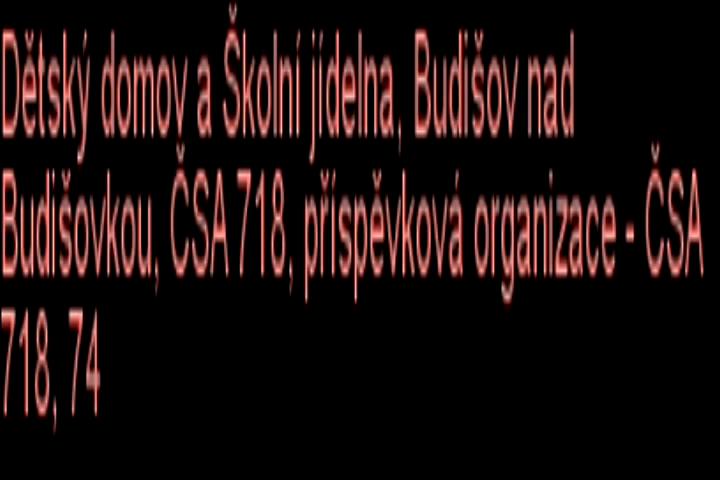 Dětský domov a Školní jídelna, Budišov nad
Budišovkou, ČSA 718, příspěvková organizace - ČSA
718, 74